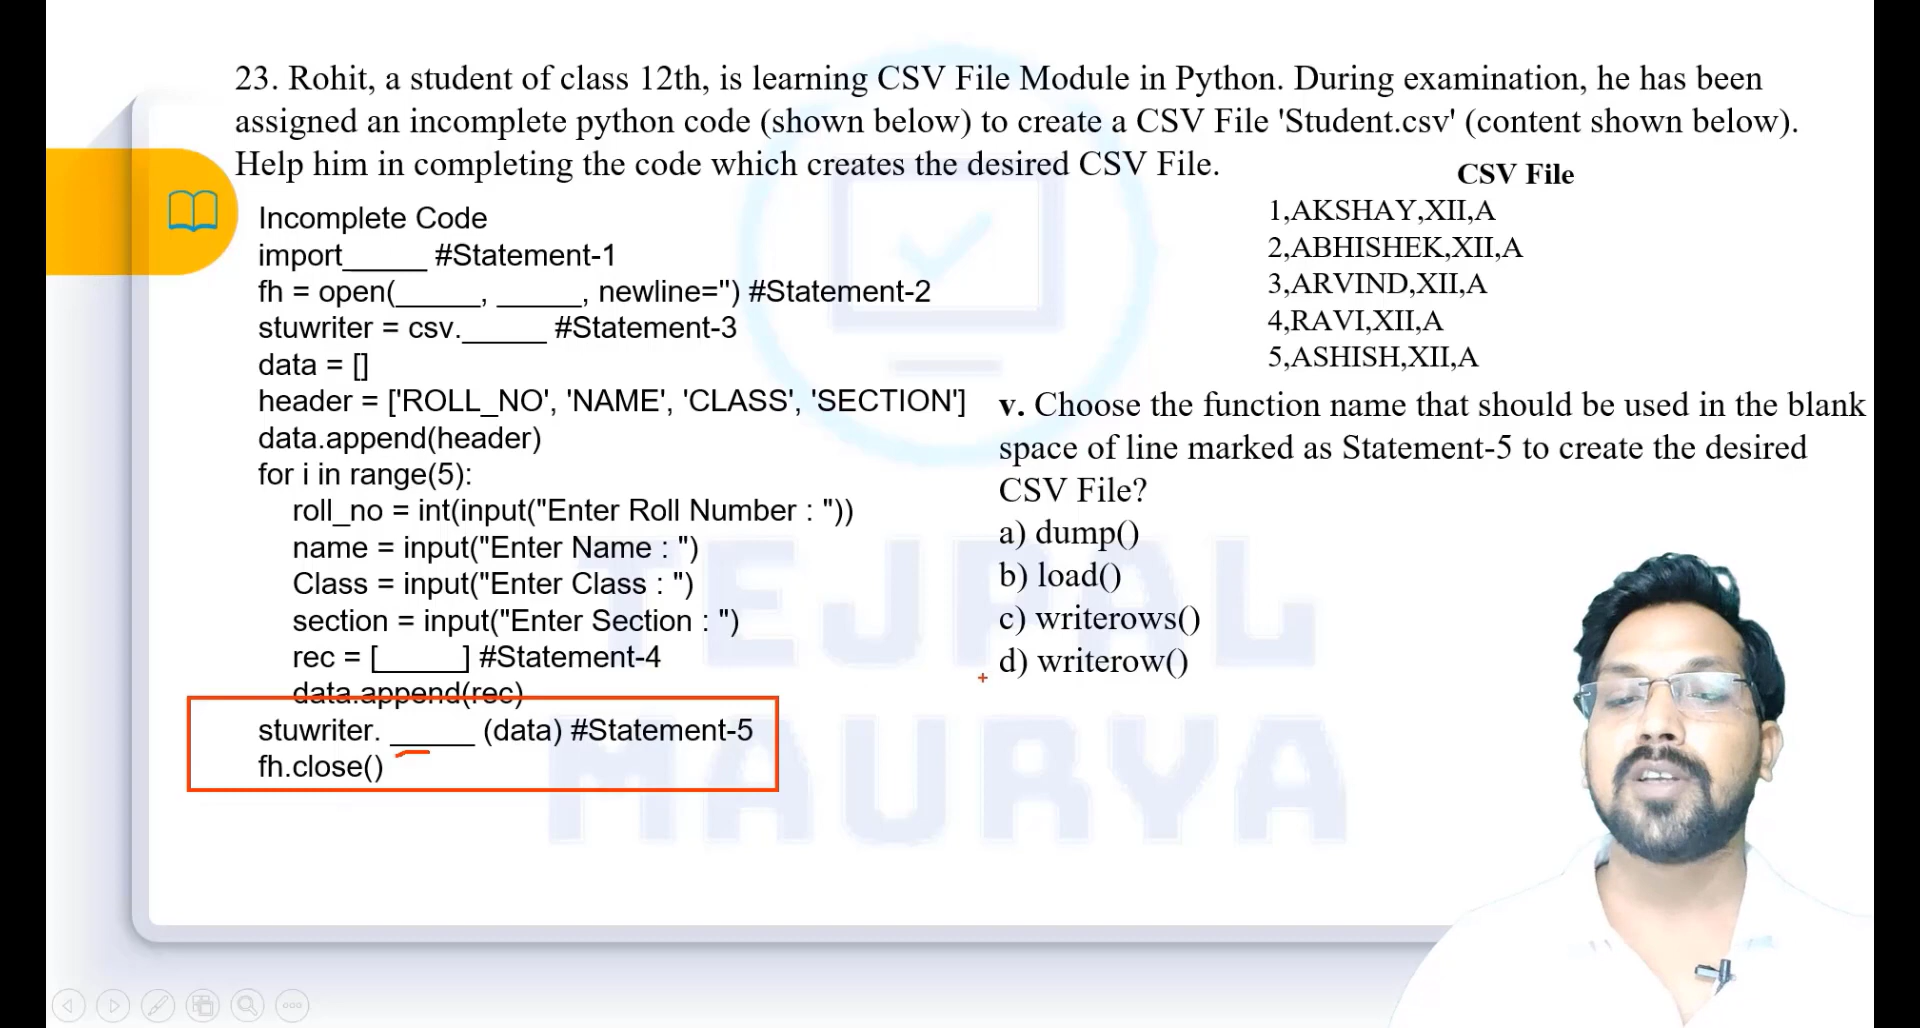 23. Rohit, a student of class 12th, is learning CSV File Module in Python. During examination, he has been
assigned an incomplete python code (shown below) to create a CSV File 'Student.csv' (content shown below).
Help him in completing the code which creates the desired CSV File.
Incomplete Code
import_____ #Statement-1
fh = open(_____, _____, newline='') #Statement-2
stuwriter = csv._____ #Statement-3
data = []
header = ['ROLL_NO', 'NAME', 'CLASS', 'SECTION']
data.append(header)
for i in range(5):
roll_no = int(input("Enter Roll Number : "))
name = input("Enter Name : ")
Class = input("Enter Class : ")
section = input("Enter Section : ")
rec = [_____] #Statement-4
data.append(rec)
stuwriter. _____ (data) #Statement-5
fh.close()
CSV File
1,AKSHAY,XII,A
2,ABHISHEK,XII,A
3,ARVIND,XII,A
4,RAVI,XII,A
5,ASHISH,XII,A
v. Choose the function name that should be used in the blank
space of line marked as Statement-5 to create the desired
CSV File?
a) dump()
b) load()
c) writerows()
d) writerow()
TEJPAL
MAURYA